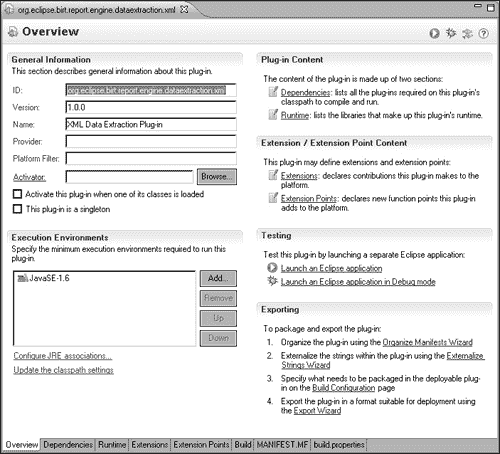 org.eclipse.birt.report.engine.dataextraction.xml
Overview
General Information
This section describes general information about this plug-in.
ID: org.eclipse.birt.report.engine.dataextraction.xml
Version: 1.0.0
Name: XML Data Extraction Plug-in
Provider:
Platform Filter:
Activator: Browse...
Activate this plug-in when one of its classes is loaded
This plug-in is a singleton
Execution Environments
Specify the minimum execution environments required to run this
plug-in.
JavaSE-1.6
Add...
Remove
Up
Down
Configure JRE associations...
Update the classpath settings
Plug-in Content
The content of the plug-in is made up of two sections:
Dependencies: lists all the plug-ins required on this plug-in's
classpath to compile and run.
Runtime: lists the libraries that make up this plug-in's runtime.
Extension / Extension Point Content
This plug-in may define extensions and extension points:
Extensions: declares contributions this plug-in makes to the
platform.
Extension Points: declares new function points this plug-in
adds to the platform.
Testing
Test this plug-in by launching a separate Eclipse application:
Launch an Eclipse application
Launch an Eclipse application in Debug mode
Exporting
To package and export the plug-in:
1. Organize the plug-in using the Organize Manifests Wizard
2. Externalize the strings within the plug-in using the Externalize
Strings Wizard
3. Specify what needs to be packaged in the deployable plug-
in on the Build Configuration page
4. Export the plug-in in a format suitable for deployment using
the Export Wizard
Overview Dependencies Runtime Extensions Extension Points Build MANIFEST.MF build.properties